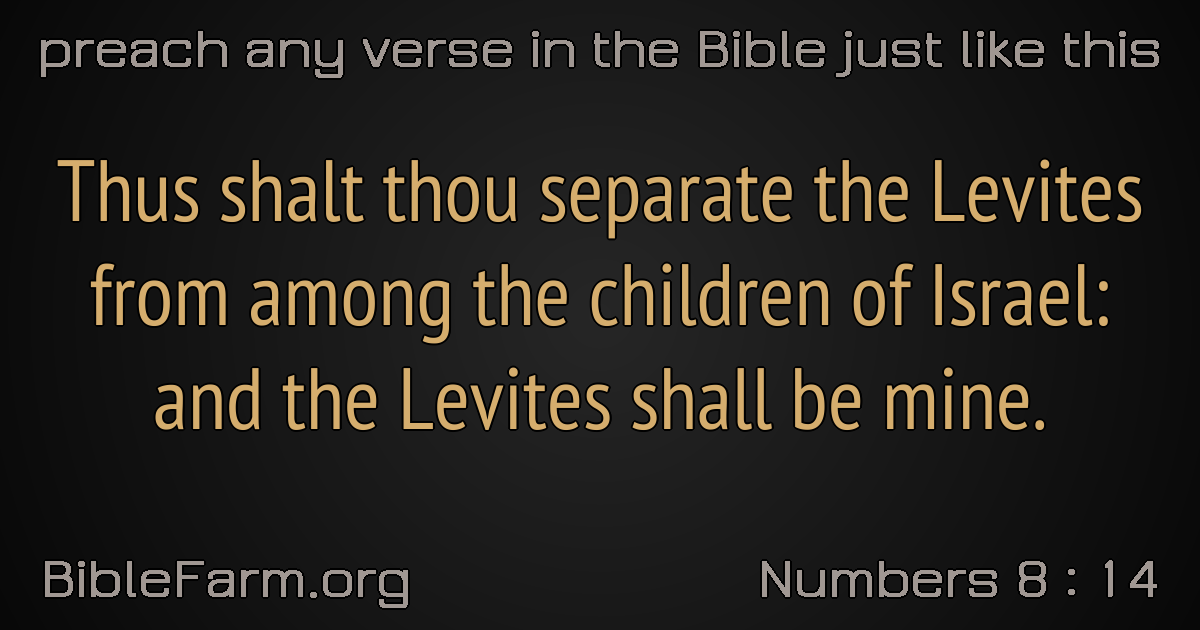 preach any verse in the Bible just like this
Thus shalt thou separate the Levites
from among the children of Israel:
and the Levites shall be mine.
BibleFarm.org
Numbers 8 : 14